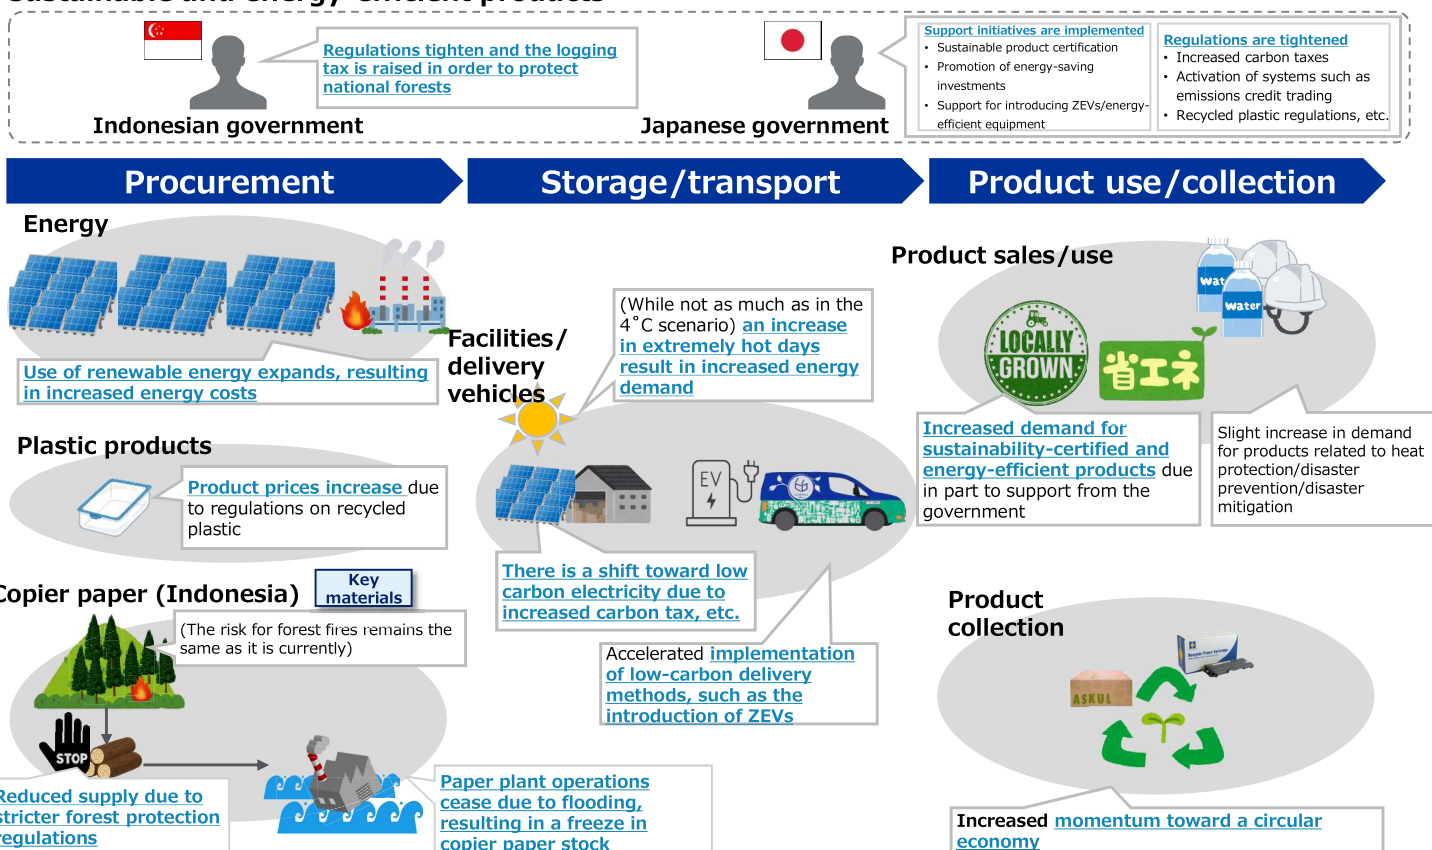 Sustainable and energy-efficient products
Regulations tighten and the logging
tax is raised in order to protect
national forests
Indonesian government
Japanese government
Support initiatives are implemented
• Sustainable product certification
• Promotion of energy-saving
investments
• Support for introducing ZEVs/energy-
efficient equipment
Regulations are tightened
• Increased carbon taxes
• Activation of systems such as
emissions credit trading
• Recycled plastic regulations, etc.
Procurement
Storage/transport
Product use/collection
Energy
Use of renewable energy expands, resulting
in increased energy costs
Plastic products
Product prices increase due
to regulations on recycled
plastic
Copier paper (Indonesia)
Key
materials
(The risk for forest fires remains the
same as it is currently)
STOP
Reduced supply due to
stricter forest protection
regulations
Paper plant operations
cease due to flooding,
resulting in a freeze in
copier paper stock
Facilities/
delivery
vehicles
(While not as much as in the
4˚C scenario) an increase
in extremely hot days
result in increased energy
demand
EV
There is a shift toward low
carbon electricity due to
increased carbon tax, etc.
Accelerated implementation
of low-carbon delivery
methods, such as the
introduction of ZEVs
Product sales/use
Wat
Water
LOCALLY
GROWN
省エネ
Increased demand for
sustainability-certified and
energy-efficient products due
in part to support from the
government
Slight increase in demand
for products related to heat
protection/disaster
prevention/disaster
mitigation
Product
collection
ASKUL
Increased momentum toward a circular
economy